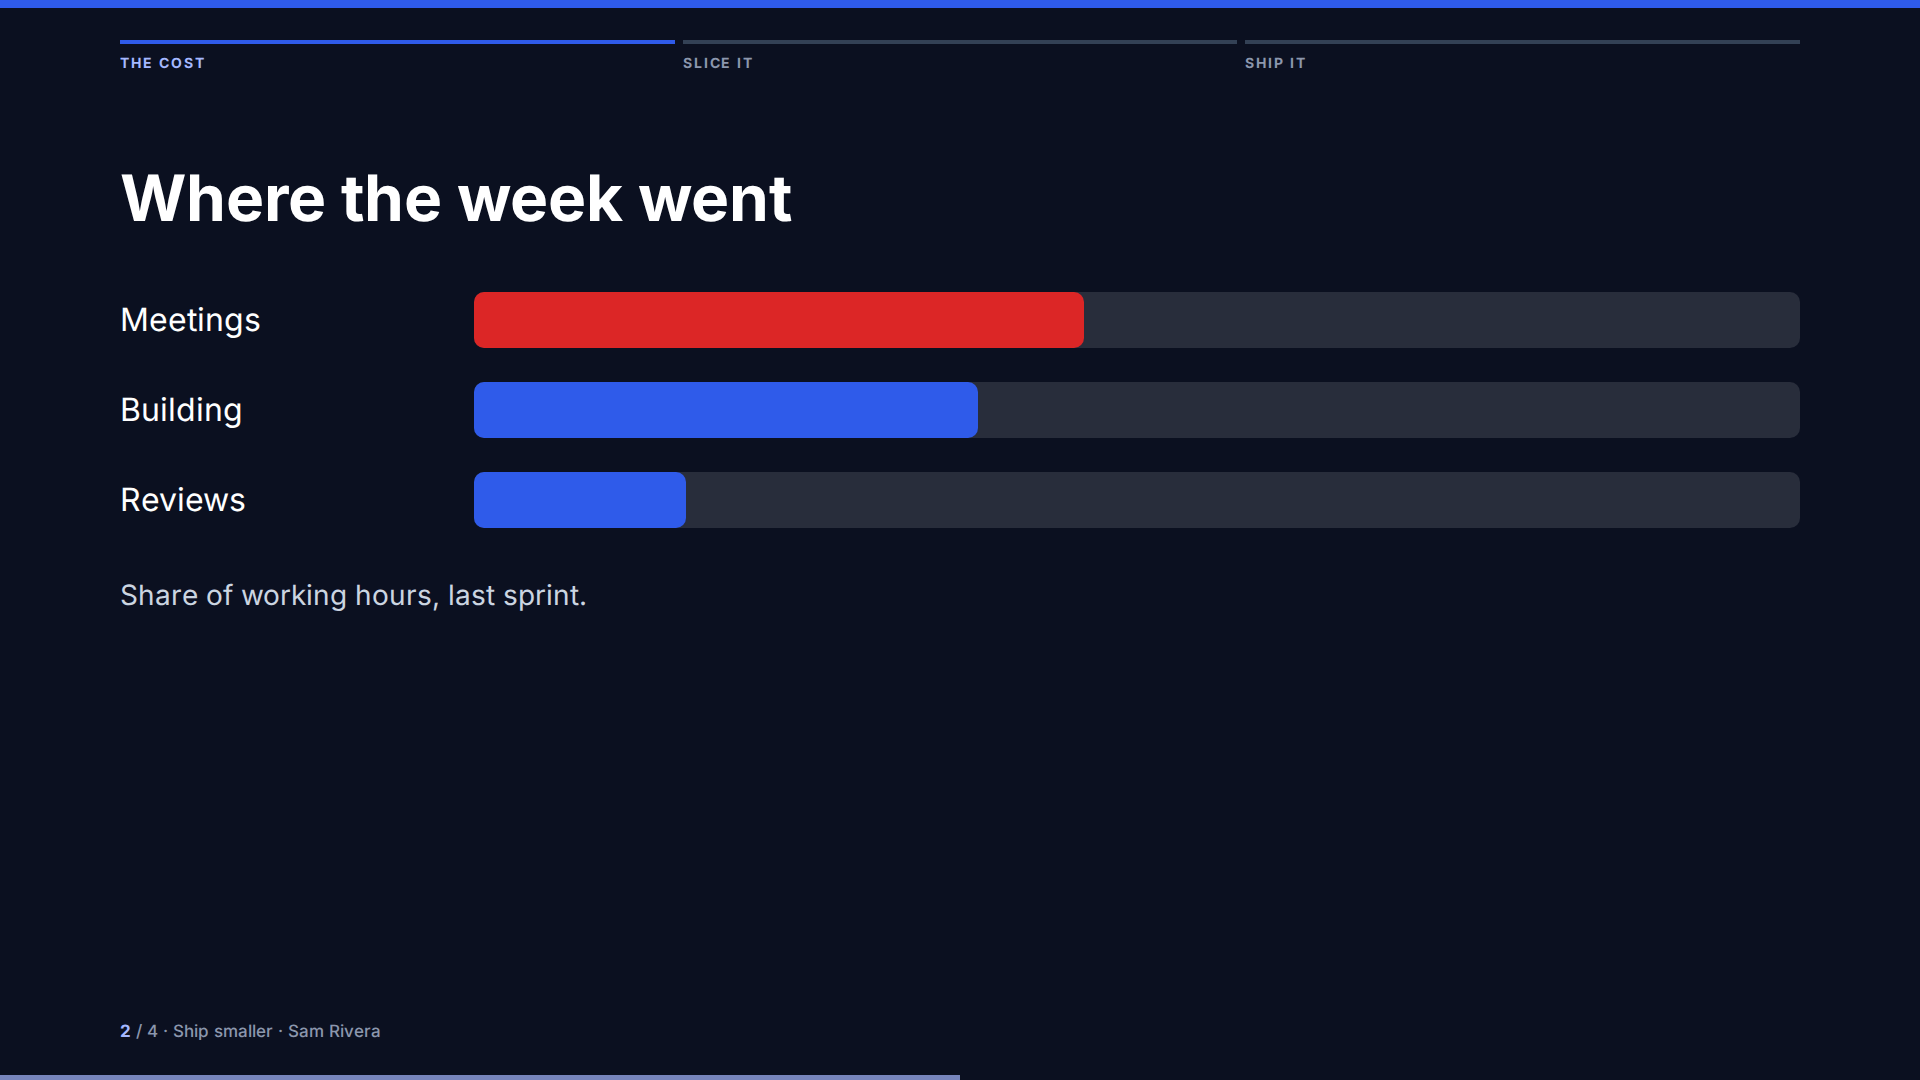 THE COST
SLICE IT
SHIP IT
Where the week went
Meetings
Building
Reviews
Share of working hours, last sprint.
2 / 4 · Ship smaller · Sam Rivera